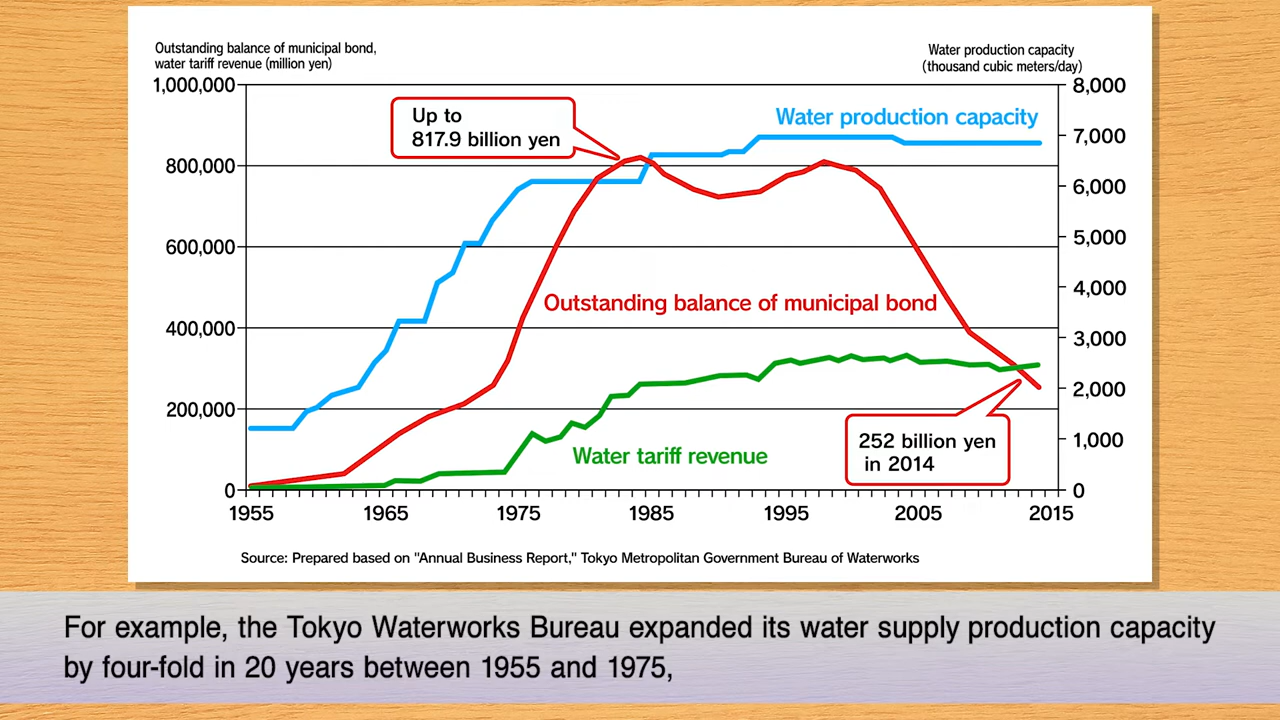 Outstanding balance of municipal bond,
water tariff revenue (million yen)
Water production capacity
(thousand cubic meters/day)
1,000,000
800,000
600,000
400,000
200,000
0
8,000
7,000
6,000
5,000
4,000
3,000
2,000
1,000
0
Up to
817.9 billion yen
Water production capacity
Outstanding balance of municipal bond
Water tariff revenue
252 billion yen
in 2014
1955 1965 1975 1985 1995 2005 2015
Source: Prepared based on "Annual Business Report," Tokyo Metropolitan Government Bureau of Waterworks
For example, the Tokyo Waterworks Bureau expanded its water supply production capacity
by four-fold in 20 years between 1955 and 1975,